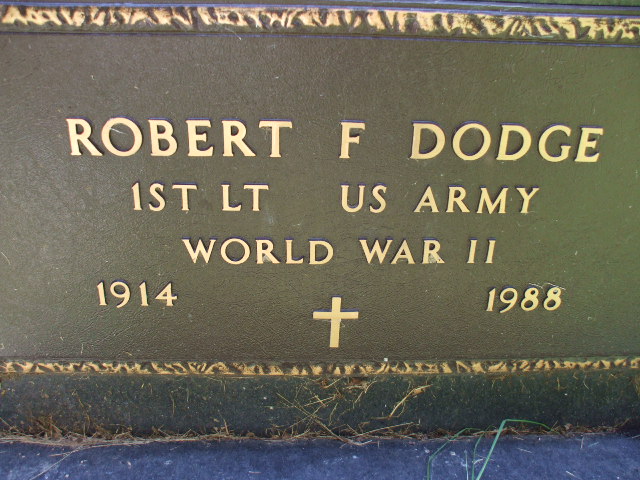 ROBERT F DODGE
1ST LT US ARMY
WORLD WAR II
1914 1988